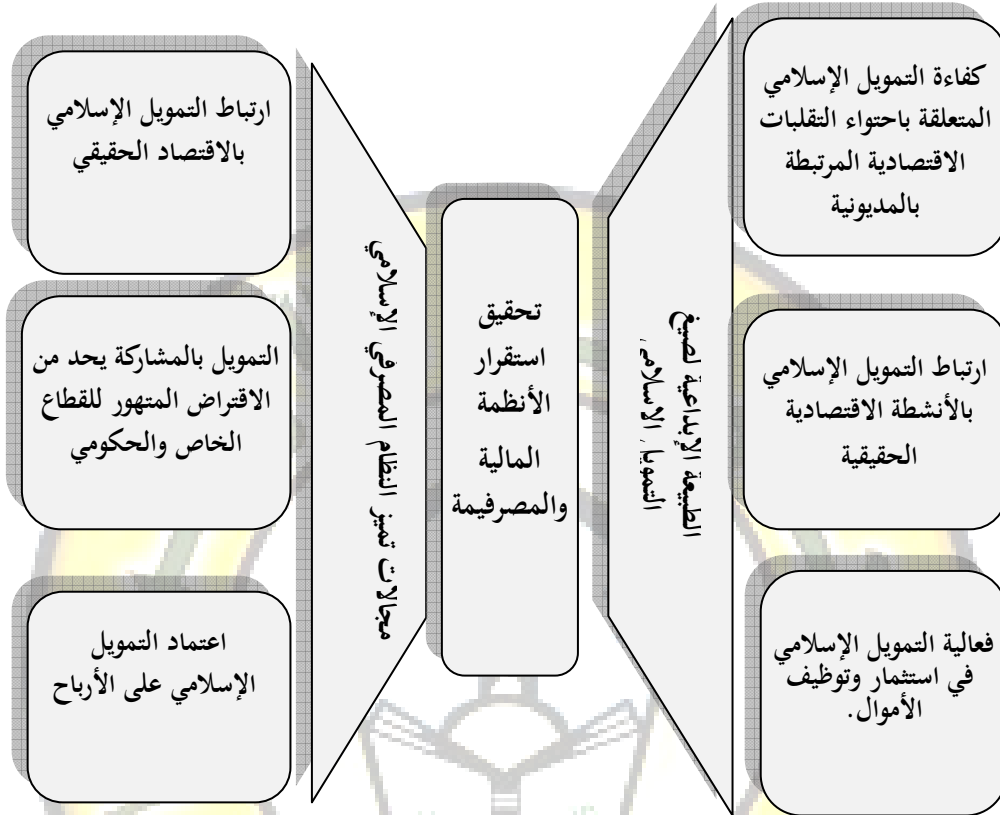 كفاءة التمويل الإسلامي
المتعلقة باحتواء التقلبات
الاقتصادية المرتبطة
بالمديونية
ارتباط التمويل الإسلامي
بالأنشطة الاقتصادية
الحقيقية
فعالية التمويل الإسلامي
في استثمار وتوظيف
الأموال.
الطبيعة الإبداعية لصيغ
التمويل الاسلامي
تحقيق
استقرار
الأنظمة
المالية
والمصرفيمة
مجالات تميز النظام المصرفي الإسلامي
ارتباط التمويل الإسلامي
بالاقتصاد الحقيقي
التمويل بالمشاركة يحد من
الاقتراض المتهور للقطاع
الخاص والحكومي
اعتماد التمويل
الإسلامي على الأرباح